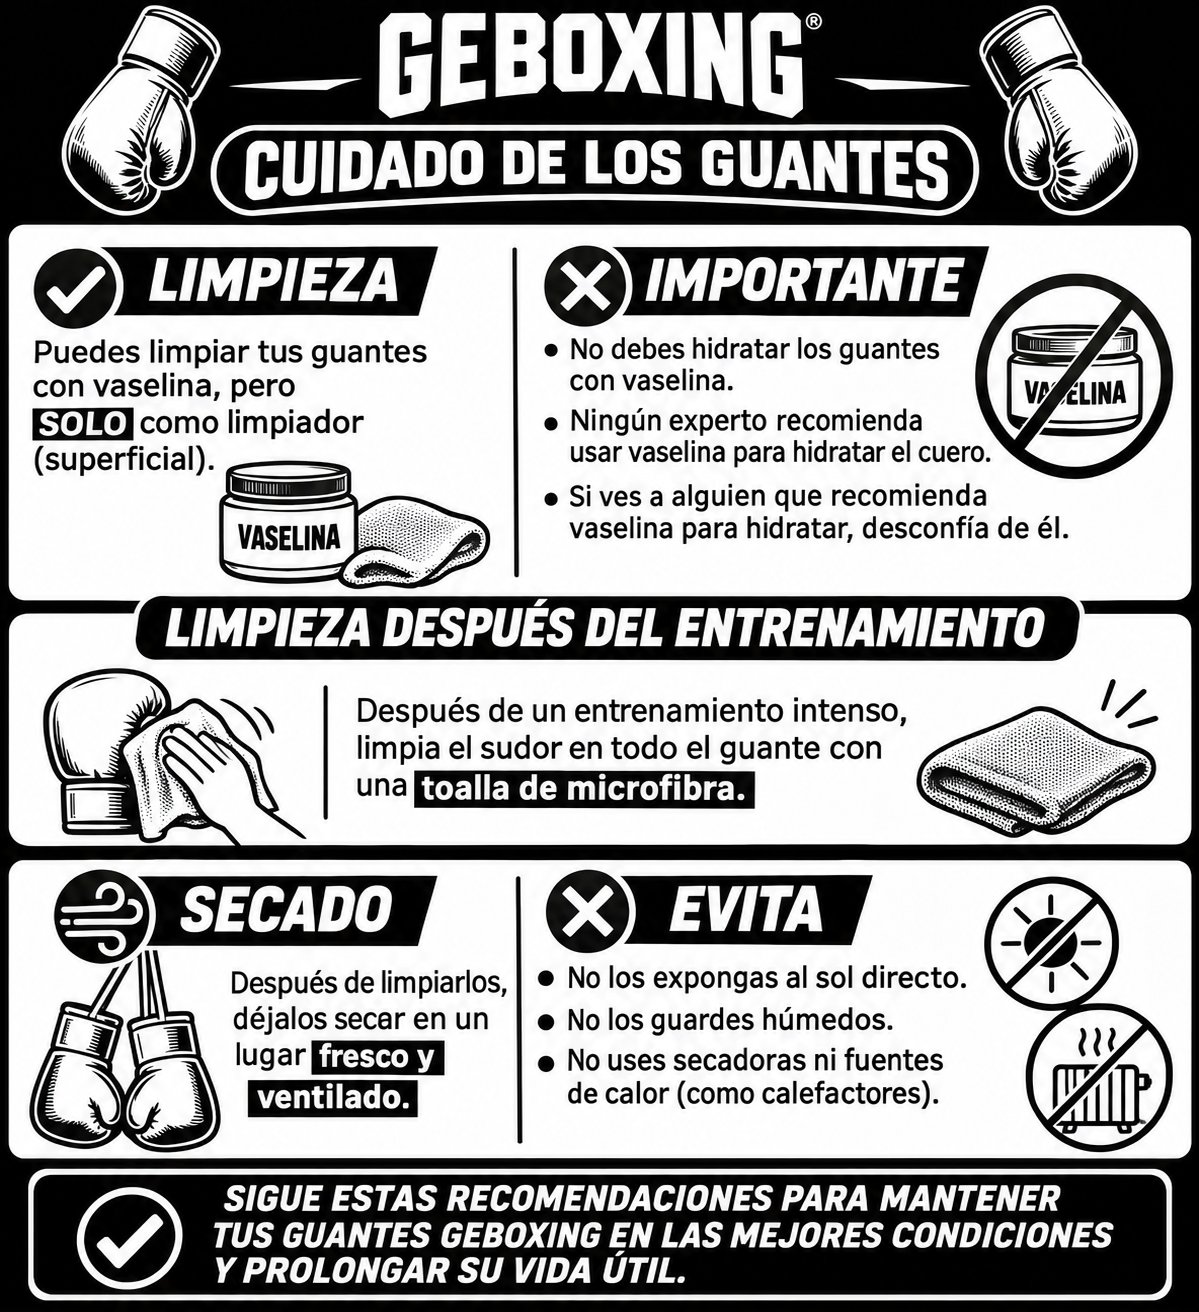 GEBOXING®
CUIDADO DE LOS GUANTES
LIMPIEZA
Puedes limpiar tus guantes
con vaselina, pero
SOLO como limpiador
(superficial).
VASELINA
IMPORTANTE
• No debes hidratar los guantes
con vaselina.
• Ningún experto recomienda
usar vaselina para hidratar el cuero.
• Si ves a alguien que recomienda
vaselina para hidratar, desconfía de él.
VASELINA
LIMPIEZA DESPUÉS DEL ENTRENAMIENTO
Después de un entrenamiento intenso,
limpia el sudor en todo el guante con
una toalla de microfibra.
SECADO
Después de limpiarlos,
déjalos secar en un
lugar fresco y
ventilado.
EVITA
• No los expongas al sol directo.
• No los guardes húmedos.
• No uses secadoras ni fuentes
de calor (como calefactores).
SIGUE ESTAS RECOMENDACIONES PARA MANTENER
TUS GUANTES GEBOXING EN LAS MEJORES CONDICIONES
Y PROLONGAR SU VIDA ÚTIL.